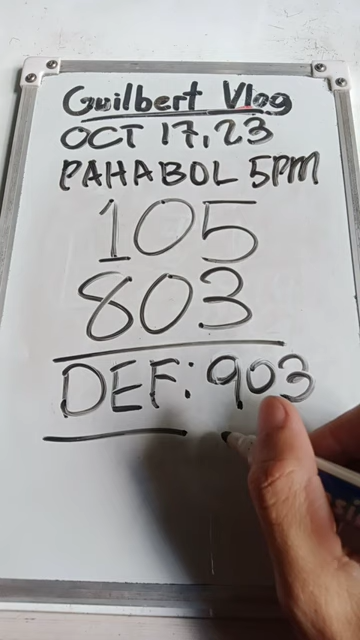 Guilbert Vlog
OCT 17,23
PAHABOL 5PM
105
803
DEF: 903